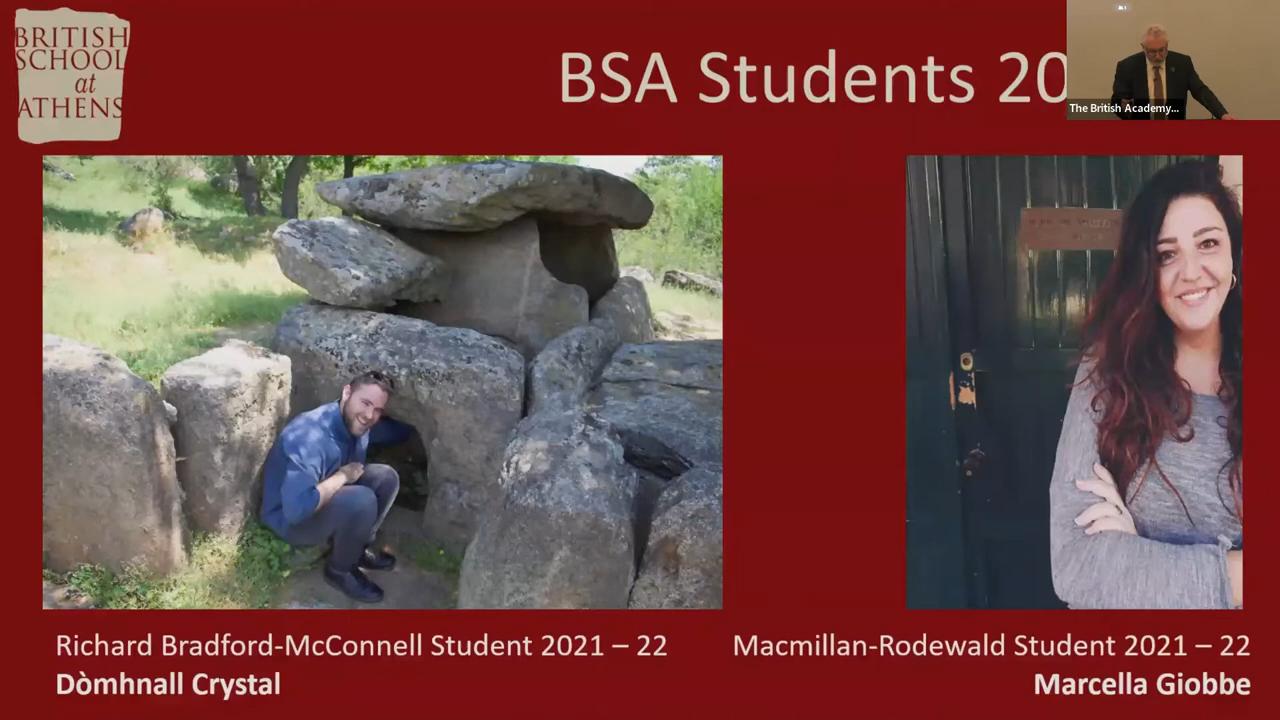 BRITISH
SCHOOL
at
ATHENS
BSA Students 20
The British Academy...
Richard Bradford-McConnell Student 2021 – 22
Dòmhnall Crystal
Macmillan-Rodewald Student 2021 – 22
Marcella Giobbe